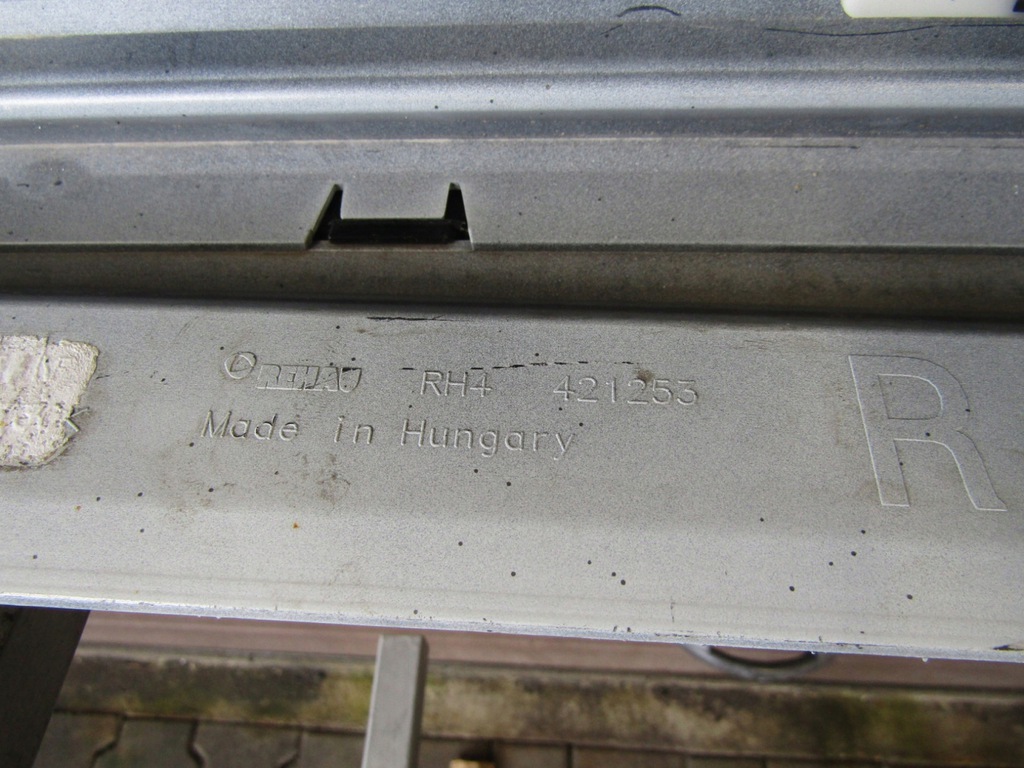 REHAU RH4 421253
Made in Hungary
R